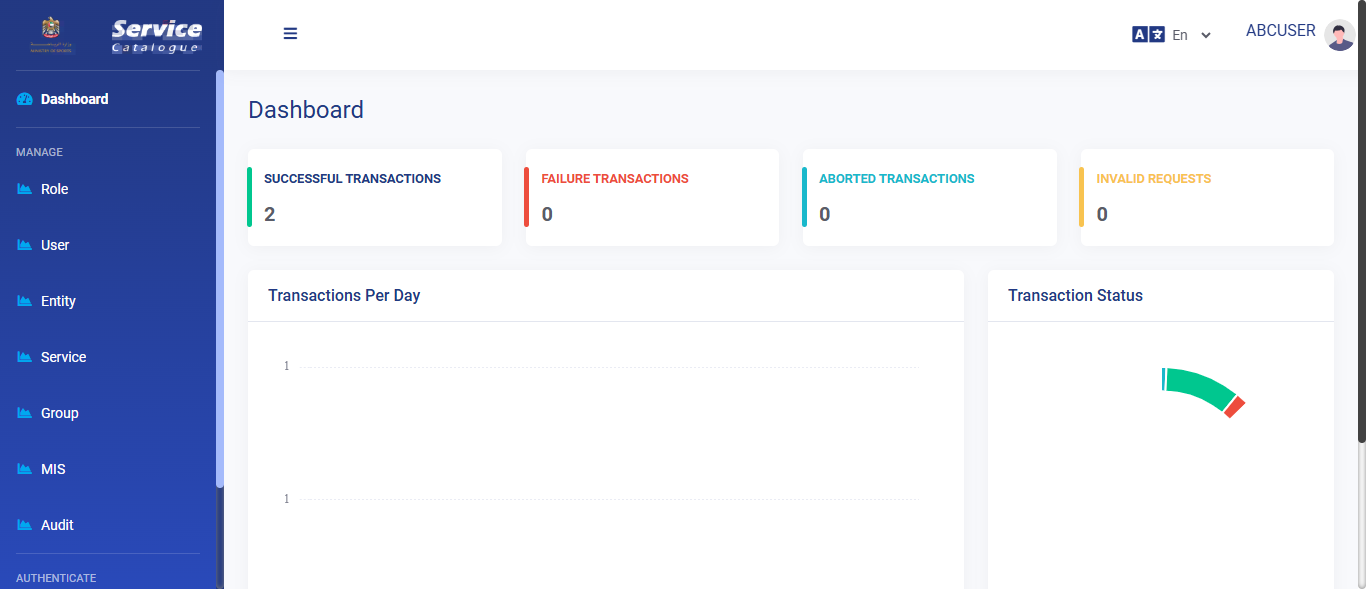 Service
Catalogue
En
ABCUSER
Dashboard
MANAGE
Role
User
Entity
Service
Group
MIS
Audit
AUTHENTICATE
Dashboard
SUCCESSFUL TRANSACTIONS
2
FAILURE TRANSACTIONS
0
ABORTED TRANSACTIONS
0
INVALID REQUESTS
0
Transactions Per Day
1
1
Transaction Status